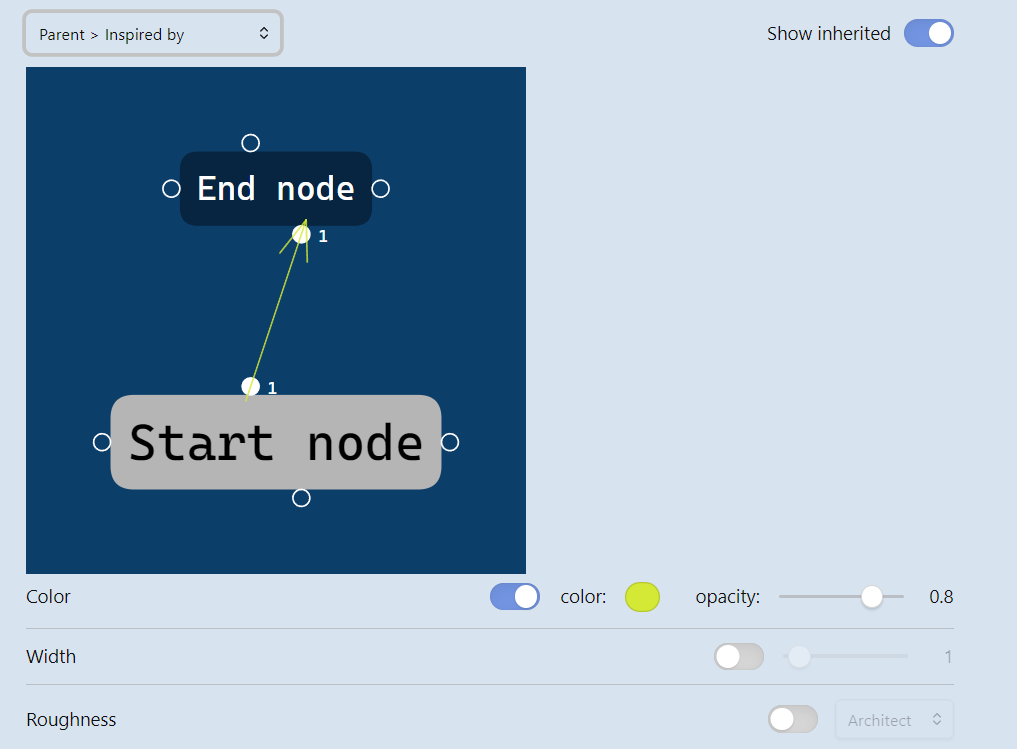 Parent > Inspired by
Show inherited
End node
1
1
Start node
Color color: opacity: 0.8
Width 1
Roughness Architect